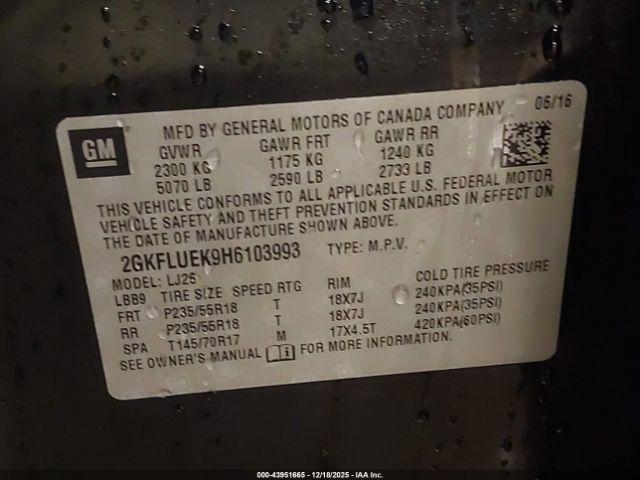 GM
MFD BY GENERAL MOTORS OF CANADA COMPANY 06/16
GVWR GAWR FRT GAWR RR
2300 KG 1175 KG 1240 KG
5070 LB 2590 LB 2733 LB
THIS VEHICLE CONFORMS TO ALL APPLICABLE U.S. FEDERAL MOTOR
VEHICLE SAFETY AND THEFT PREVENTION STANDARDS IN EFFECT ON
THE DATE OF MANUFACTURE SHOWN ABOVE.
2GKFLUEK9H6103993 TYPE: M.P.V.
MODEL: LJ26
LBB9 TIRE SIZE SPEED RTG RIM COLD TIRE PRESSURE
FRT P235/55R18 T 18X7J 240KPA(35PSI)
RR P235/55R18 T 18X7J 240KPA(35PSI)
SPA T145/70R17 M 17X4.5T 420KPA(60PSI)
SEE OWNER'S MANUAL i FOR MORE INFORMATION.
000-43951665 - 12/18/2025 - IAA Inc.